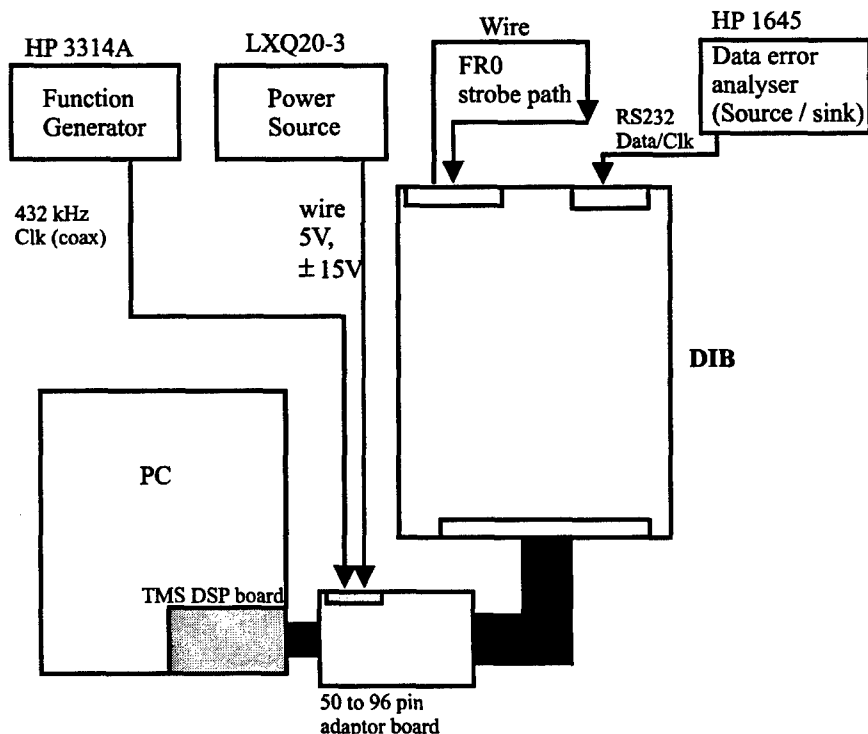 HP 3314A
Function
Generator
LXQ20-3
Power
Source
Wire
FR0
strobe path
HP 1645
Data error
analyser
(Source / sink)
RS232
Data/Clk
432 kHz
Clk (coax)
wire
5V,
±15V
DIB
PC
TMS DSP board
50 to 96 pin
adaptor board